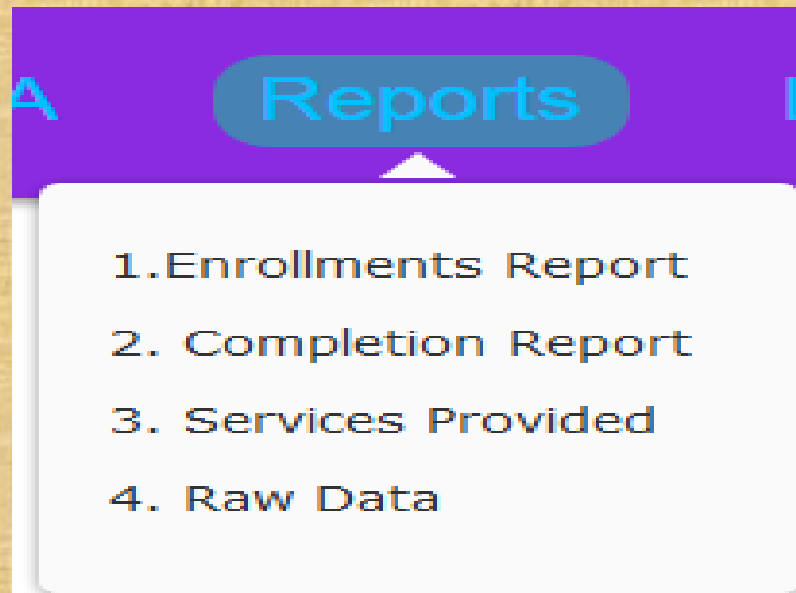 A Reports
1.Enrollments Report
2. Completion Report
3. Services Provided
4. Raw Data